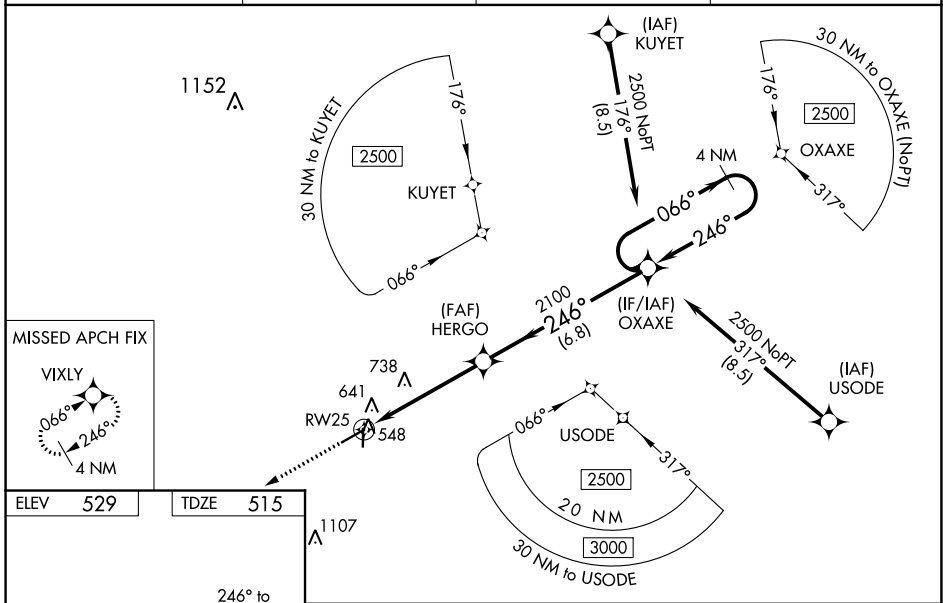 (IAF)
KUYET
1152
30 NM to KUYET
176°
2500
KUYET
066°
2500 NoPT
176°
(8.5)
30 NM to OXAXE (NoPT)
176°
2500
OXAXE
317°
4 NM
066°
246°
(IF/IAF)
OXAXE
2100
246°
(6.8)
(FAF)
HERGO
2500 NoPT
317°
(8.5)
(IAF)
USODE
MISSED APCH FIX
VIXLY
066°
246°
4 NM
738
641
RW25
548
066°
USODE
317°
2500
20 NM
3000
30 NM to USODE
ELEV 529
TDZE 515
1107
246° to